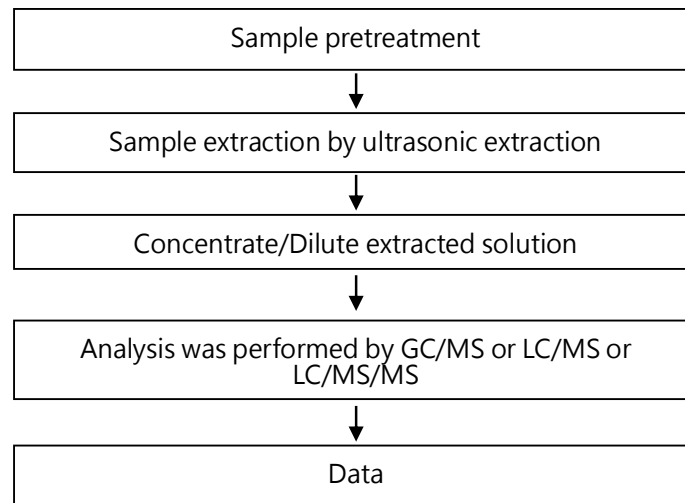 Sample pretreatment
Sample extraction by ultrasonic extraction
Concentrate/Dilute extracted solution
Analysis was performed by GC/MS or LC/MS or
LC/MS/MS
Data